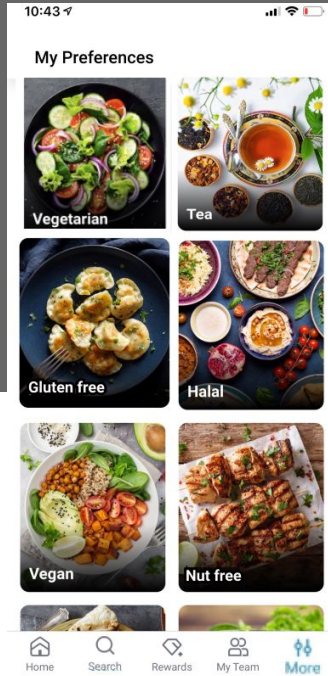 10:43
My Preferences
Vegetarian
Tea
Gluten free
Halal
Vegan
Nut free
Home
Search
Rewards
My Team
More